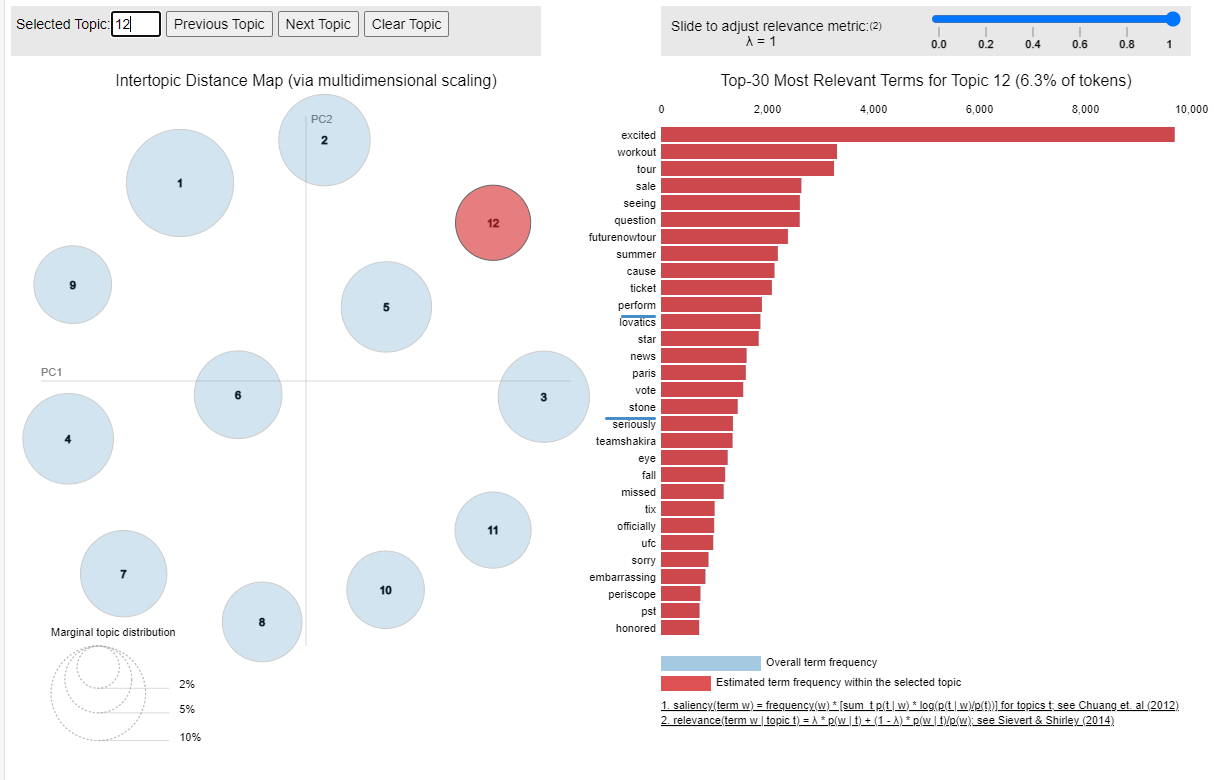 Selected Topic: 12 Previous Topic Next Topic Clear Topic
Slide to adjust relevance metric:(2)
λ = 1
0.0 0.2 0.4 0.6 0.8 1
Intertopic Distance Map (via multidimensional scaling)
PC2
PC1
1
2
12
9
5
6
3
4
11
7
10
8
Marginal topic distribution
2%
5%
10%
Top-30 Most Relevant Terms for Topic 12 (6.3% of tokens)
0 2,000 4,000 6,000 8,000 10,000
excited
workout
tour
sale
seeing
question
futurenowtour
summer
cause
ticket
perform
lovatics
star
news
paris
vote
stone
seriously
teamshakira
eye
fall
missed
tix
officially
ufc
sorry
embarrassing
periscope
pst
honored
Overall term frequency
Estimated term frequency within the selected topic
1. saliency(term w) = frequency(w) * [sum_t p(t | w) * log(p(t | w)/p(t))] for topics t; see Chuang et. al (2012)
2. relevance(term w | topic t) = λ * p(w | t) + (1 - λ) * p(w | t)/p(w); see Sievert & Shirley (2014)